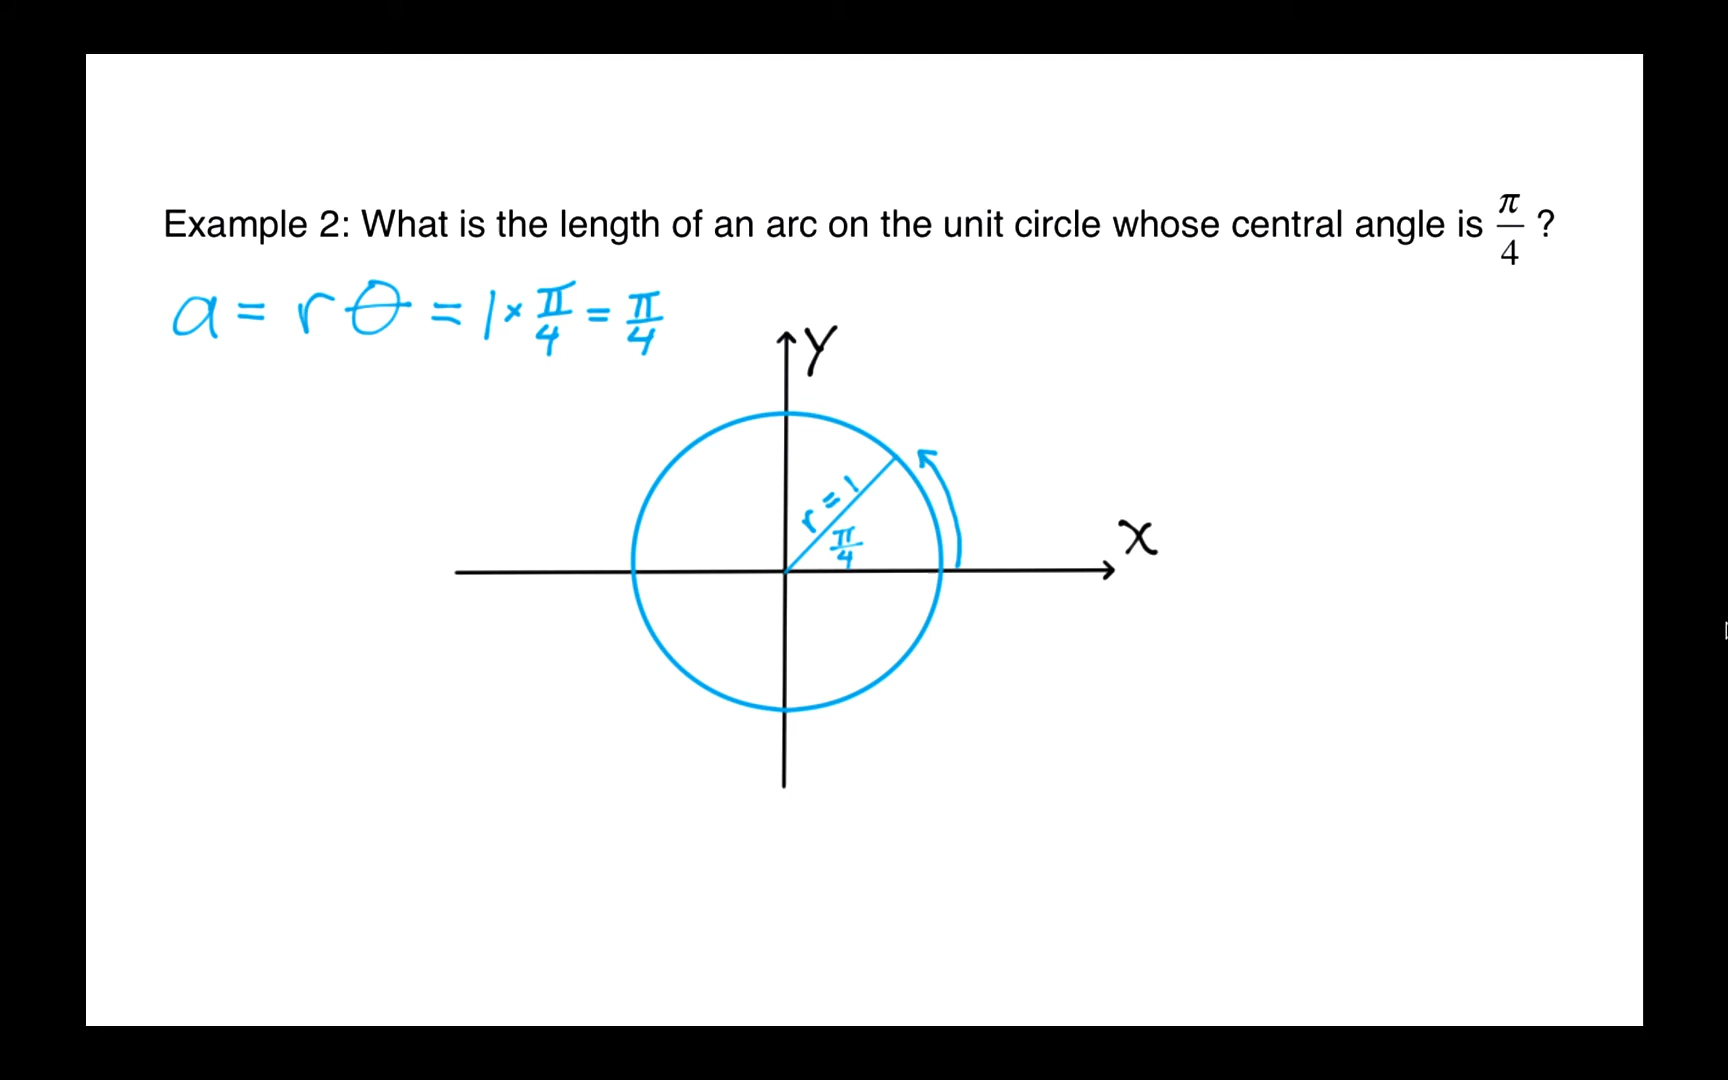 Example 2: What is the length of an arc on the unit circle whose central angle is π/4 ?
a = rθ = 1 × π/4 = π/4
Y
r = 1
π/4
X